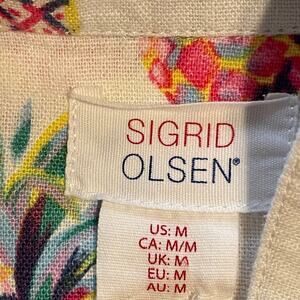 SIGRID
OLSEN®
US: M
CA: M/M
UK: M
EU: M
AU: M